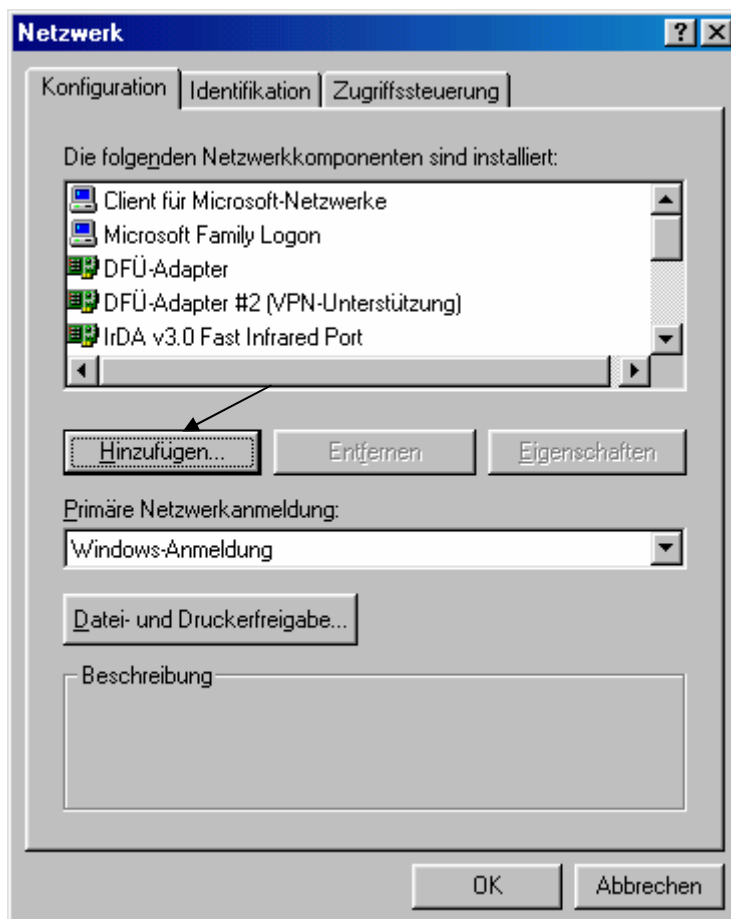 Netzwerk
Konfiguration Identifikation Zugriffssteuerung
Die folgenden Netzwerkkomponenten sind installiert:
Client für Microsoft-Netzwerke
Microsoft Family Logon
DFÜ-Adapter
DFÜ-Adapter #2 (VPN-Unterstützung)
IrDA v3.0 Fast Infrared Port
Hinzufügen... Entfernen Eigenschaften
Primäre Netzwerkanmeldung:
Windows-Anmeldung
Datei- und Druckerfreigabe...
Beschreibung
OK Abbrechen